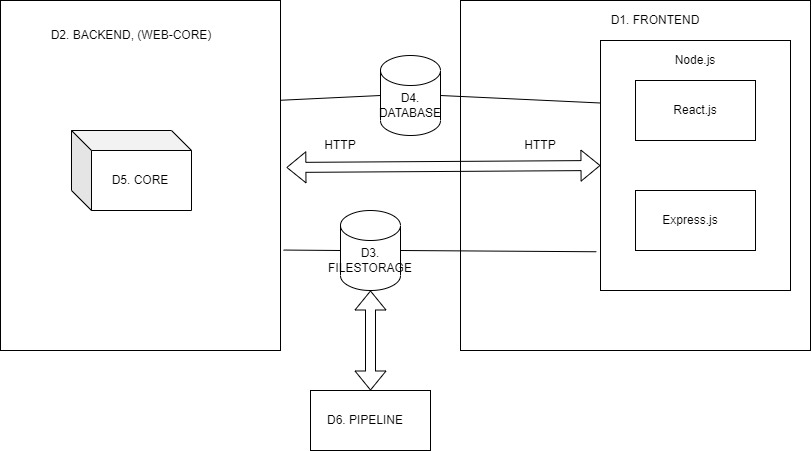 D1. FRONTEND
D2. BACKEND, (WEB-CORE)
Node.js
D4.
DATABASE
React.js
HTTP
HTTP
D5. CORE
Express.js
D3.
FILESTORAGE
D6. PIPELINE